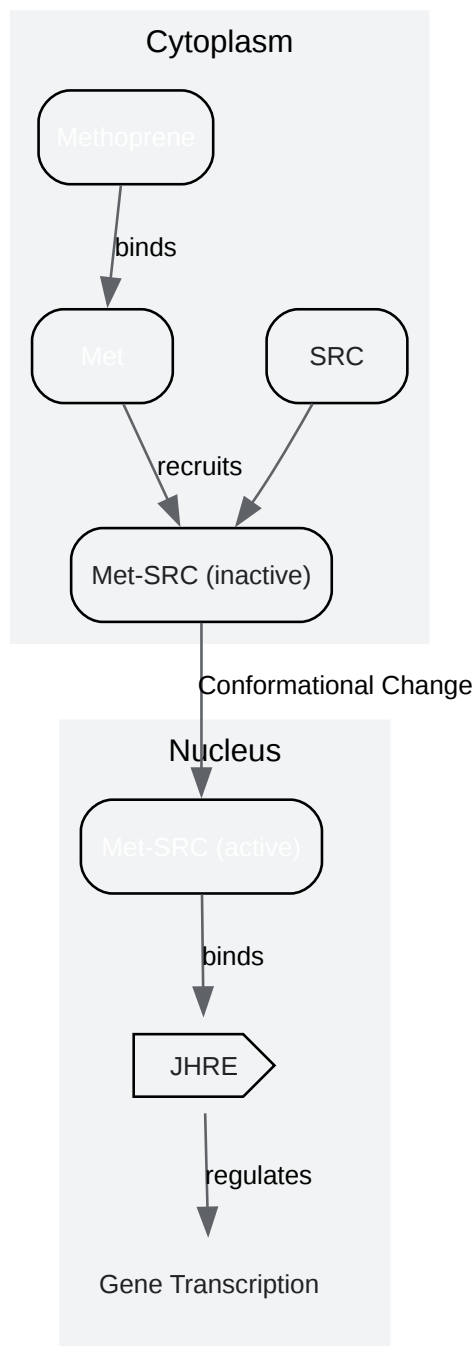 Cytoplasm
Methoprene
binds
Met
SRC
recruits
Met-SRC (inactive)
Conformational Change
Nucleus
Met-SRC (active)
binds
JHRE
regulates
Gene Transcription